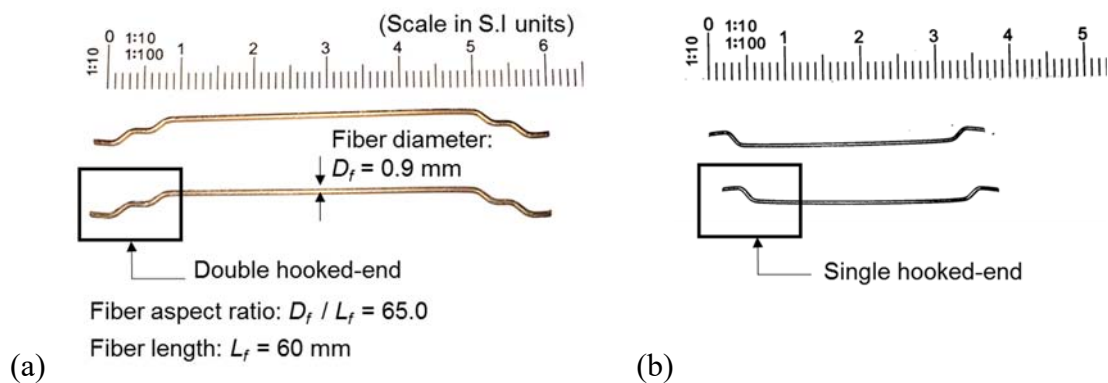 (Scale in S.I units)
0 1:10
1:100 1 2 3 4 5 6
1:10
Fiber diameter:
D_f = 0.9 mm
Double hooked-end
Fiber aspect ratio: D_f / L_f = 65.0
Fiber length: L_f = 60 mm
(a)
0 1:10
1:100 1 2 3 4 5
1:10
Single hooked-end
(b)